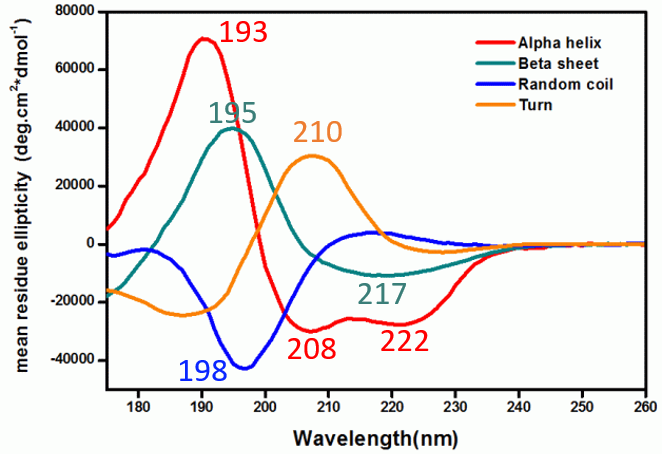 mean residue ellipticity (deg.cm²*dmol⁻¹)
80000
60000
40000
20000
0
-20000
-40000
193
195
210
217
198
208
222
Alpha helix
Beta sheet
Random coil
Turn
180 190 200 210 220 230 240 250 260
Wavelength(nm)